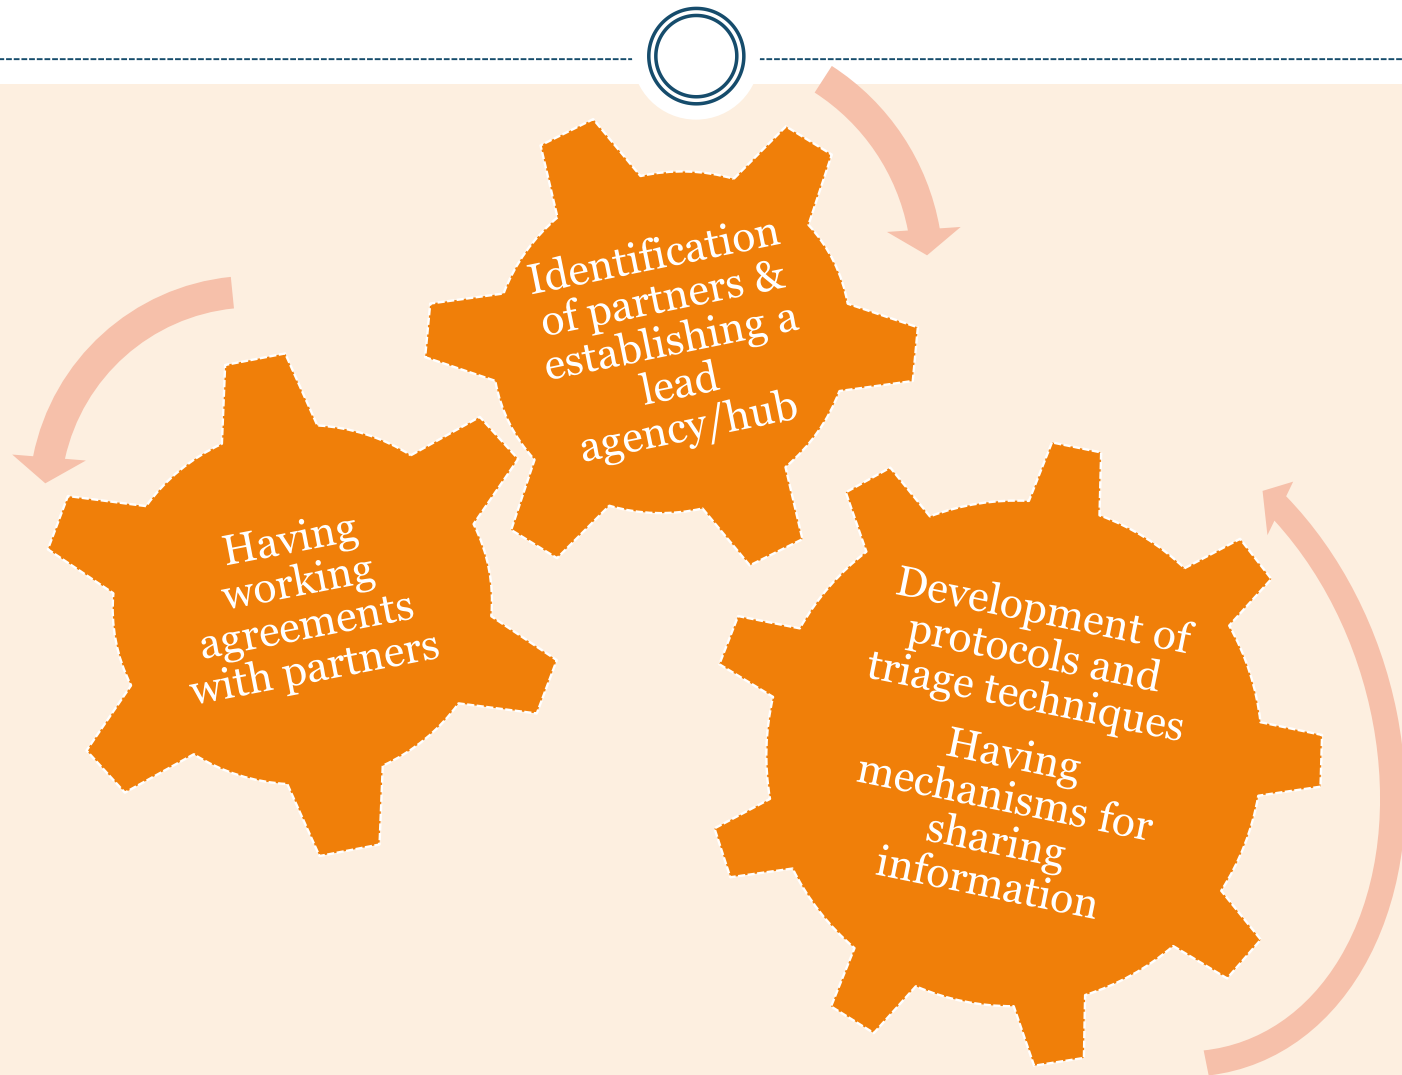 Identification
of partners &
establishing a
lead
agency/hub
Having
working
agreements
with partners
Development of
protocols and
triage techniques
Having
mechanisms for
sharing
information